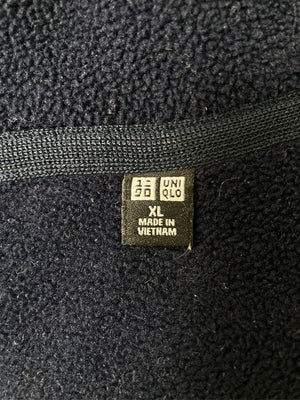 ユニ UNI
クロ QLO
XL
MADE IN
VIETNAM